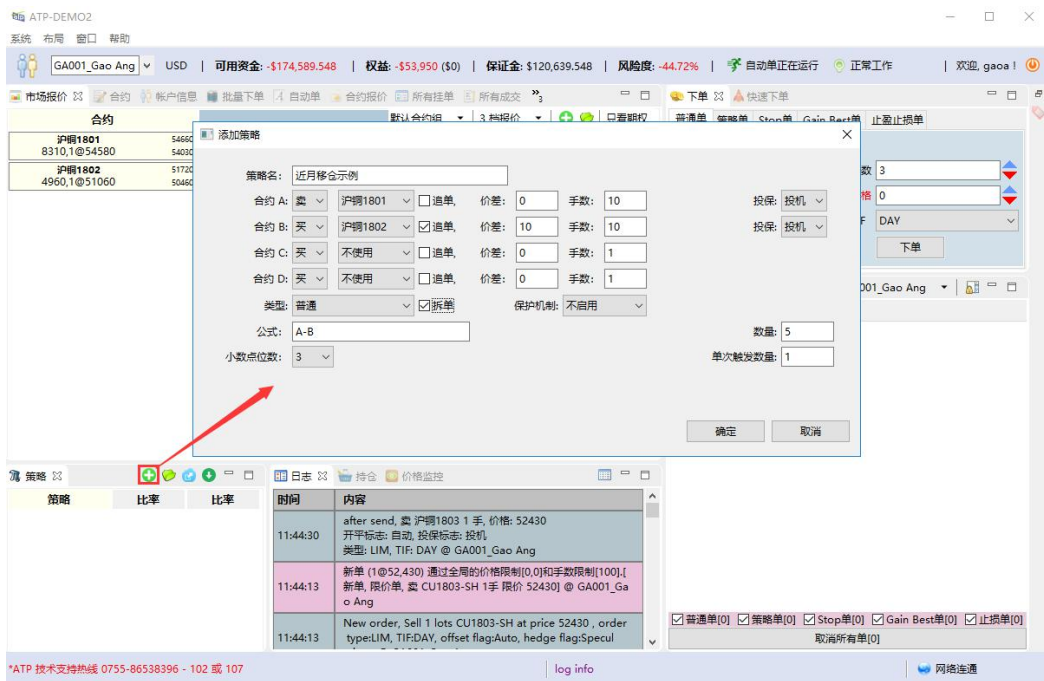 ATP-DEMO2
系统 布局 窗口 帮助
GA001_Gao Ang USD | 可用资金: -$174,589.548 | 权益: -$53,950 ($0) | 保证金: $120,639.548 | 风险度: -44.72% | 自动单正在运行 正常工作 | 欢迎, gaoa !
市场报价 合约 帐户信息 批量下单 自动单 合约报价 所有挂单 所有成交 3
下单 快速下单
合约 默认合约组 3 档报价 只看期权
普通单 策略单 Stop单 Gain Best单 止盈止损单
沪铜1801 54660
8310,1@54580 54030
沪铜1802 51720
4960,1@51060 50460
添加策略
策略名: 近月移仓示例
合约 A: 卖 沪铜1801 追单, 价差: 0 手数: 10 投保: 投机
合约 B: 买 沪铜1802 追单, 价差: 10 手数: 10 投保: 投机
合约 C: 买 不使用 追单, 价差: 0 手数: 1
合约 D: 买 不使用 追单, 价差: 0 手数: 1
类型: 普通 拆单 保护机制: 不启用
公式: A-B 数量: 5
小数点位数: 3 单次触发数量: 1
确定 取消
数 3
格 0
F DAY
下单
001_Gao Ang
策略
策略 比率 比率
日志 持仓 价格监控
时间 内容
after send, 卖 沪铜1803 1 手, 价格: 52430
11:44:30 开平标志: 自动, 投保标志: 投机
类型: LIM, TIF: DAY @ GA001_Gao Ang
新单 (1@52,430) 通过全局的价格限制[0,0]和手数限制[100].[
11:44:13 新单, 限价单, 卖 CU1803-SH 1手 限价 52430] @ GA001_Ga
o Ang
New order, Sell 1 lots CU1803-SH at price 52430 , order
11:44:13 type:LIM, TIF:DAY, offset flag:Auto, hedge flag:Specul
普通单[0] 策略单[0] Stop单[0] Gain Best单[0] 止损单[0]
取消所有单[0]
*ATP 技术支持热线 0755-86538396 - 102 或 107
log info
网络连通